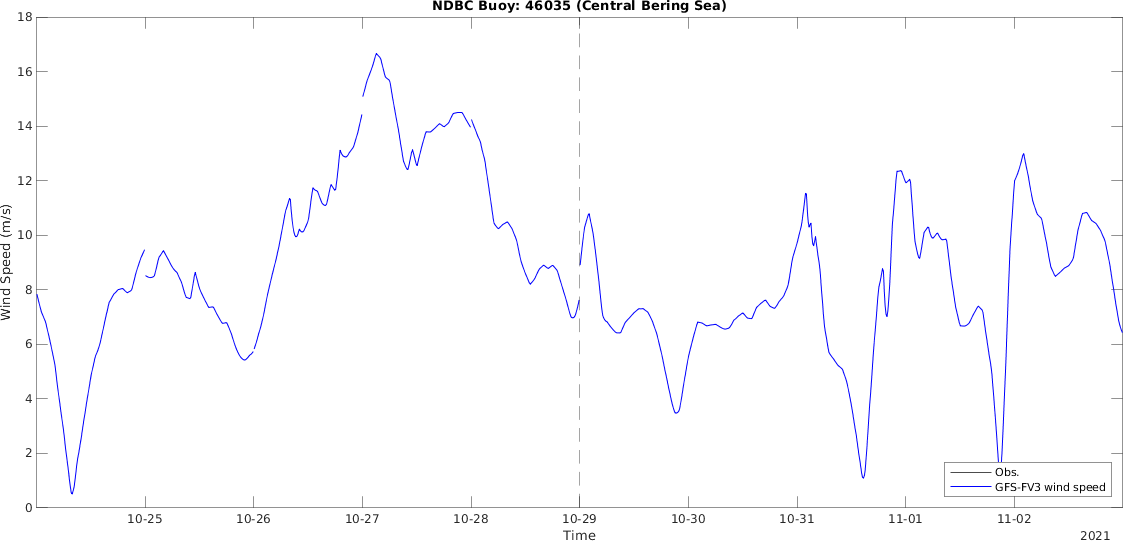 NDBC Buoy: 46035 (Central Bering Sea)
18
16
14
12
10
8
6
4
2
0
Wind Speed (m/s)
Obs.
GFS-FV3 wind speed
10-25 10-26 10-27 10-28 10-29 10-30 10-31 11-01 11-02
Time
2021